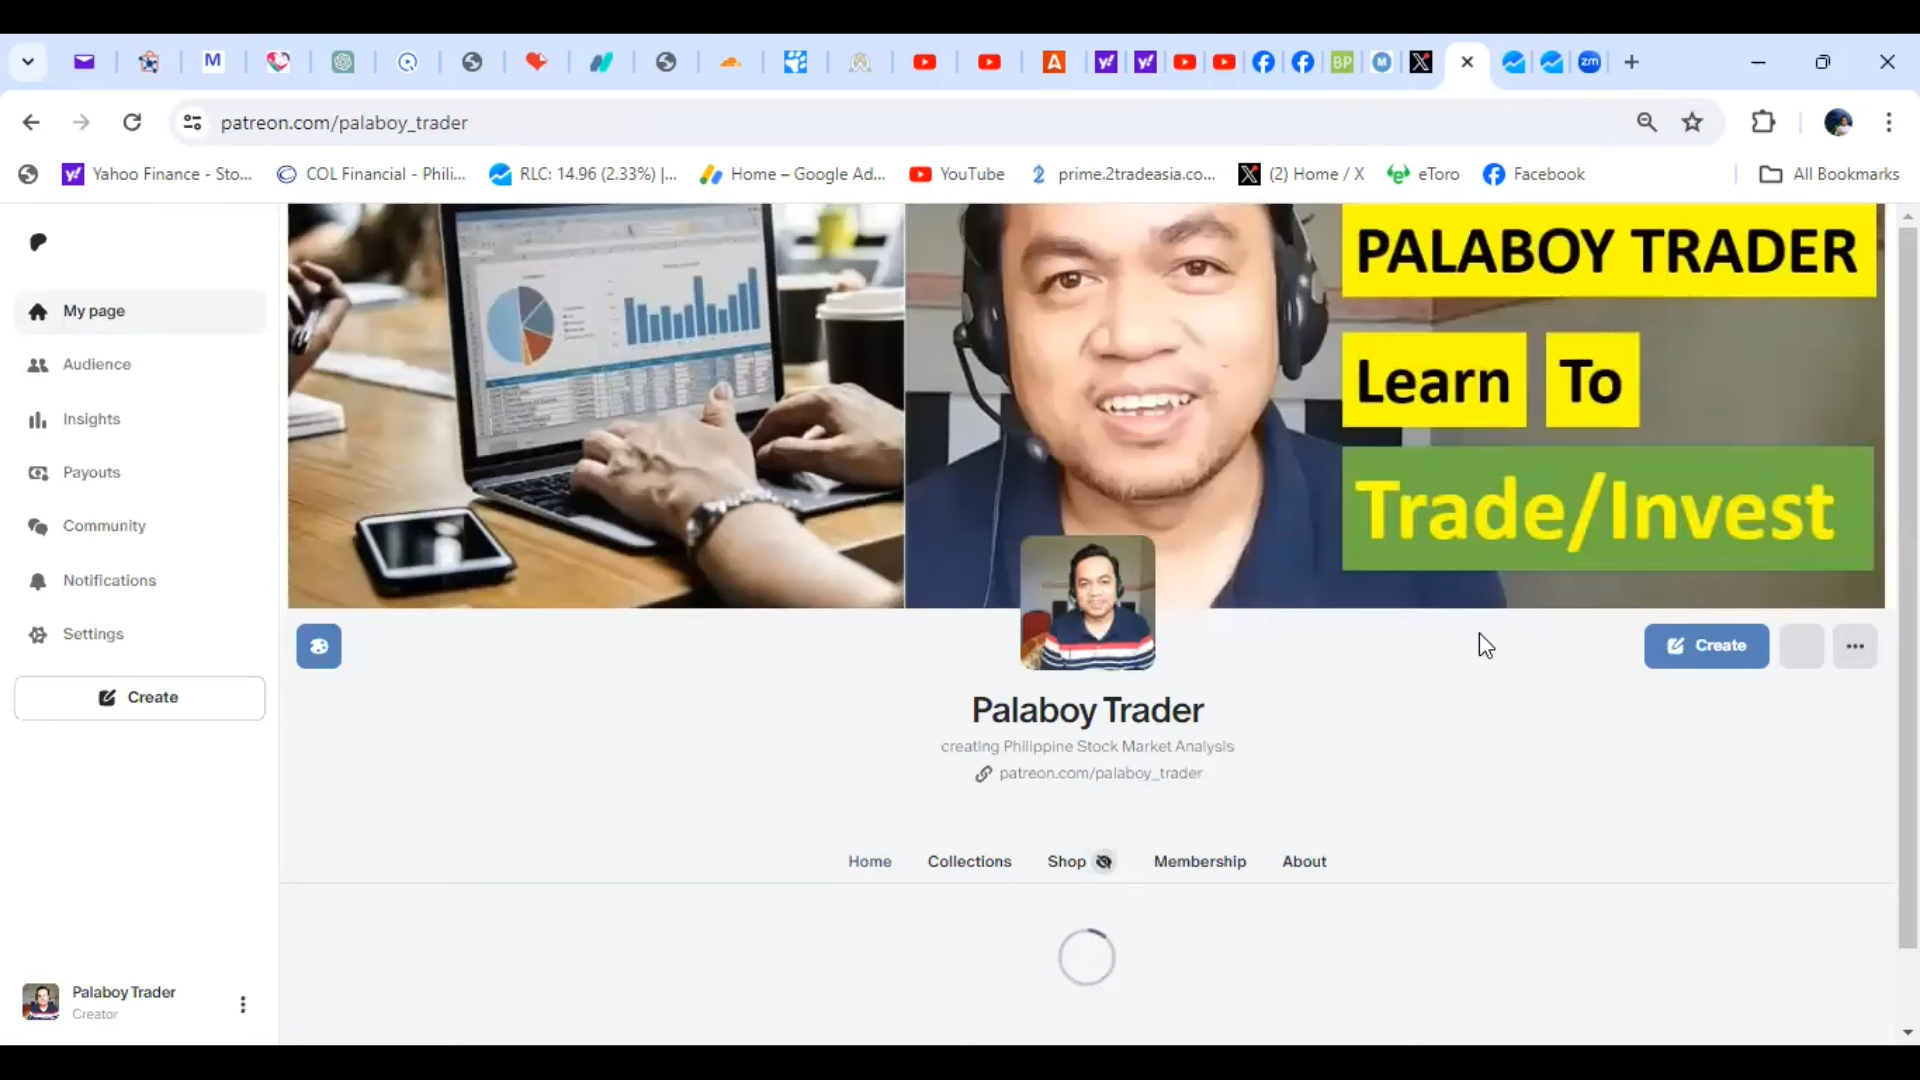 patreon.com/palaboy_trader
Yahoo Finance - Sto...
COL Financial - Phili...
RLC: 14.96 (2.33%) |...
Home – Google Ad...
YouTube
prime.2tradeasia.co...
(2) Home / X
eToro
Facebook
All Bookmarks
My page
Audience
Insights
Payouts
Community
Notifications
Settings
Create
PALABOY TRADER
Learn To
Trade/Invest
Create
Palaboy Trader
creating Philippine Stock Market Analysis
patreon.com/palaboy_trader
Home
Collections
Shop
Membership
About
Palaboy Trader
Creator